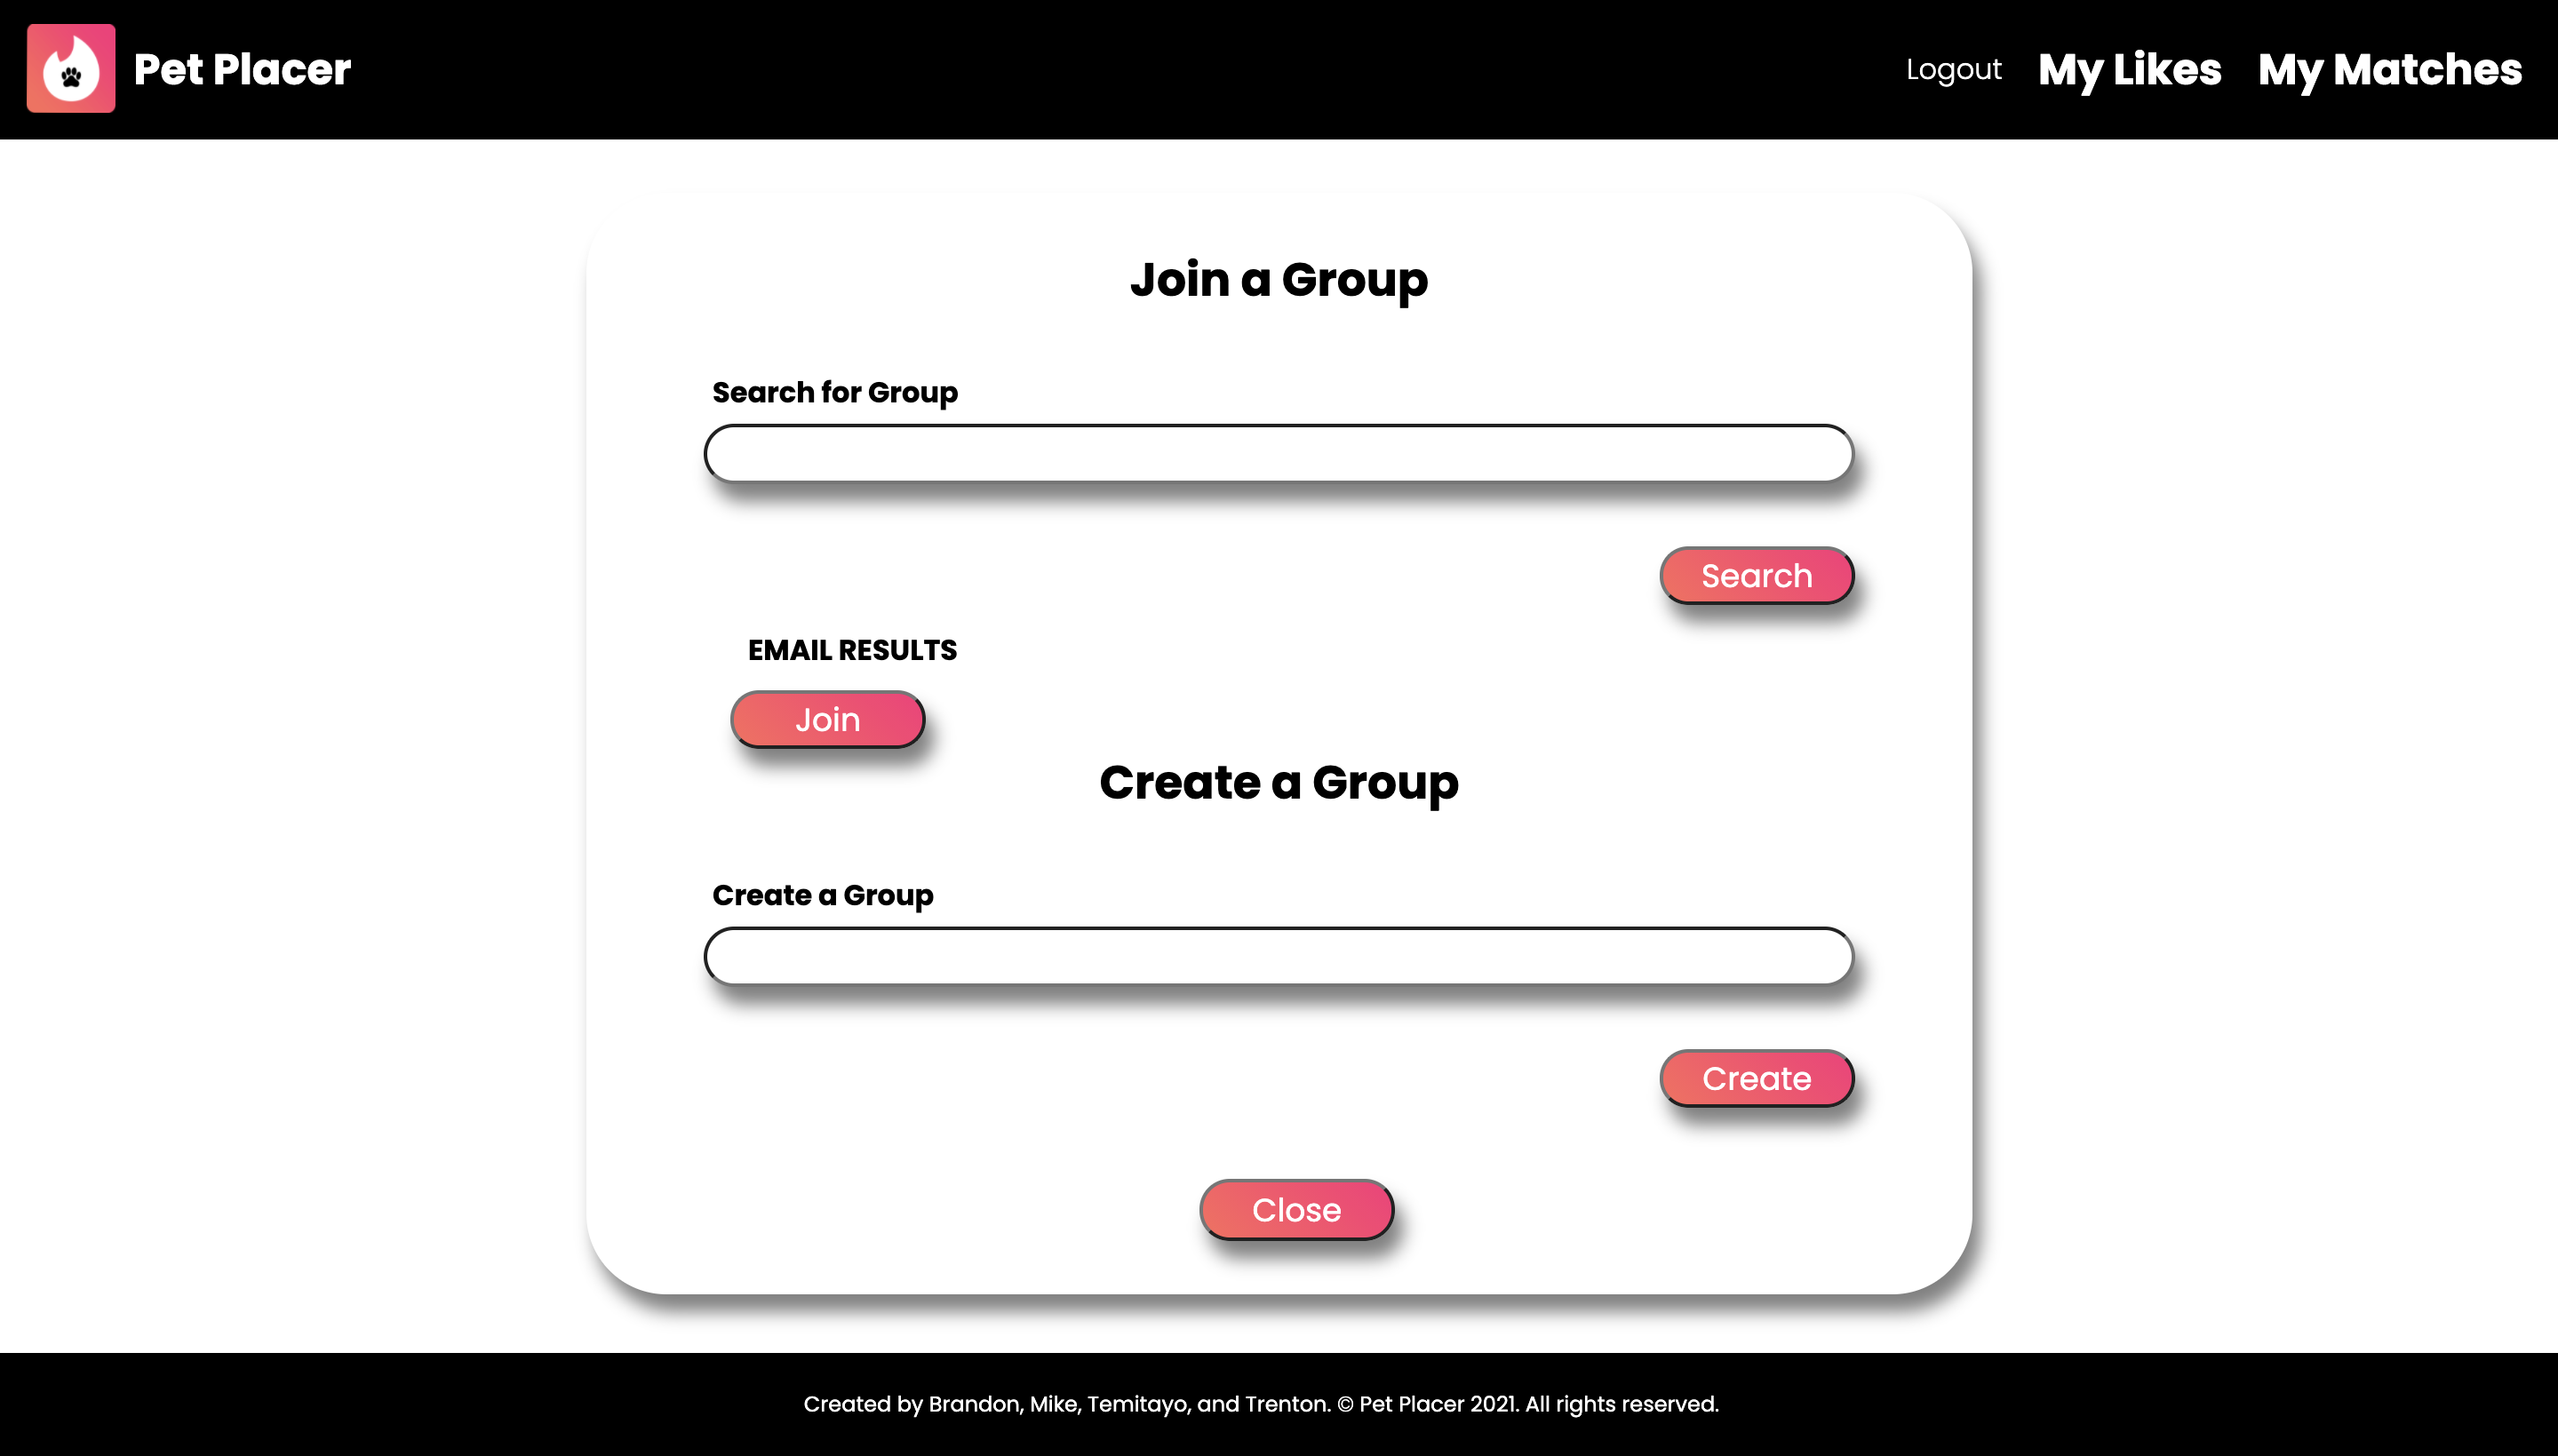 Pet Placer
Logout My Likes My Matches
Join a Group
Search for Group
Search
EMAIL RESULTS
Join
Create a Group
Create a Group
Create
Close
Created by Brandon, Mike, Temitayo, and Trenton. © Pet Placer 2021. All rights reserved.